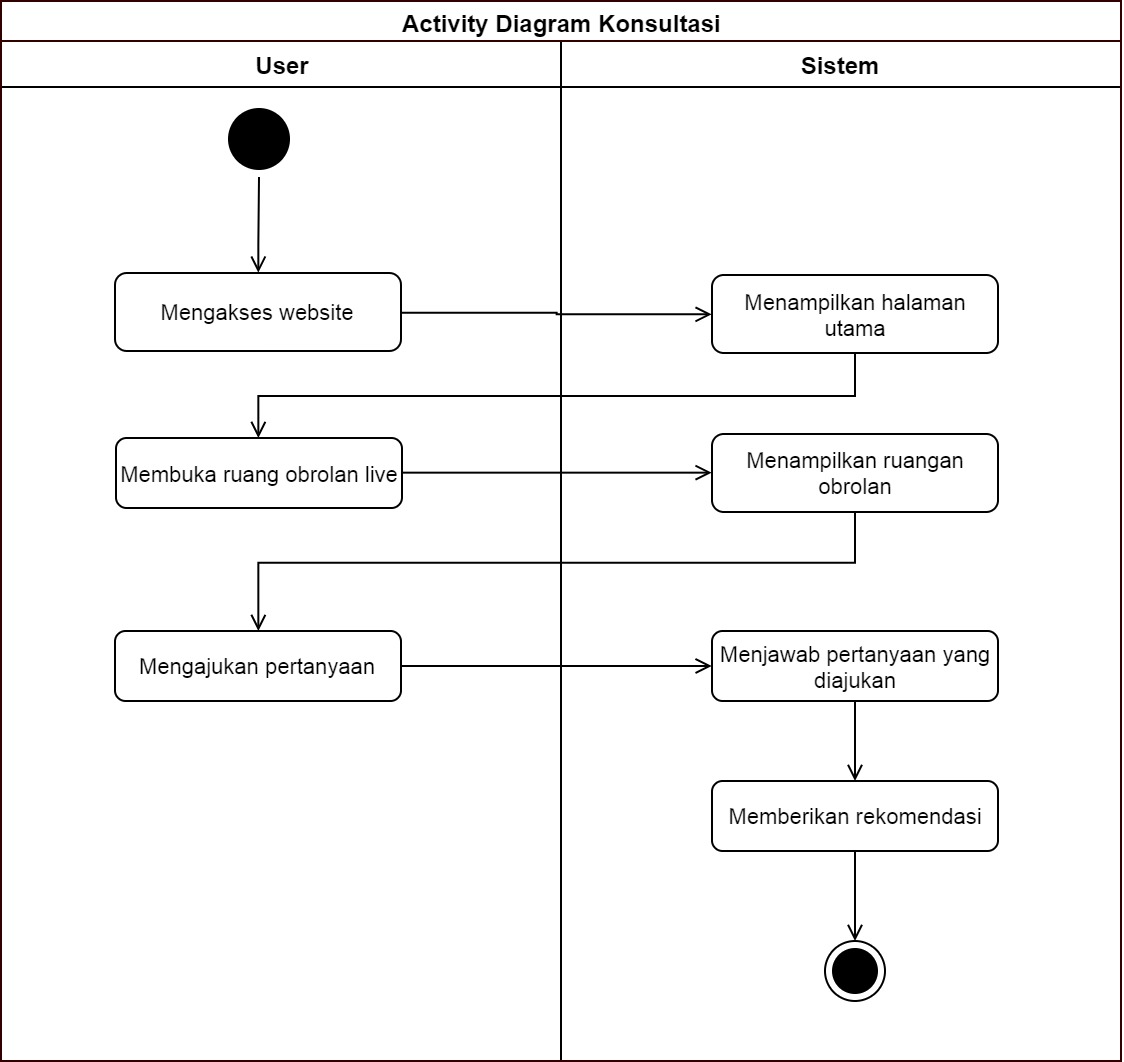 Activity Diagram Konsultasi
User
Sistem
Mengakses website
Menampilkan halaman
utama
Membuka ruang obrolan live
Menampilkan ruangan
obrolan
Mengajukan pertanyaan
Menjawab pertanyaan yang
diajukan
Memberikan rekomendasi